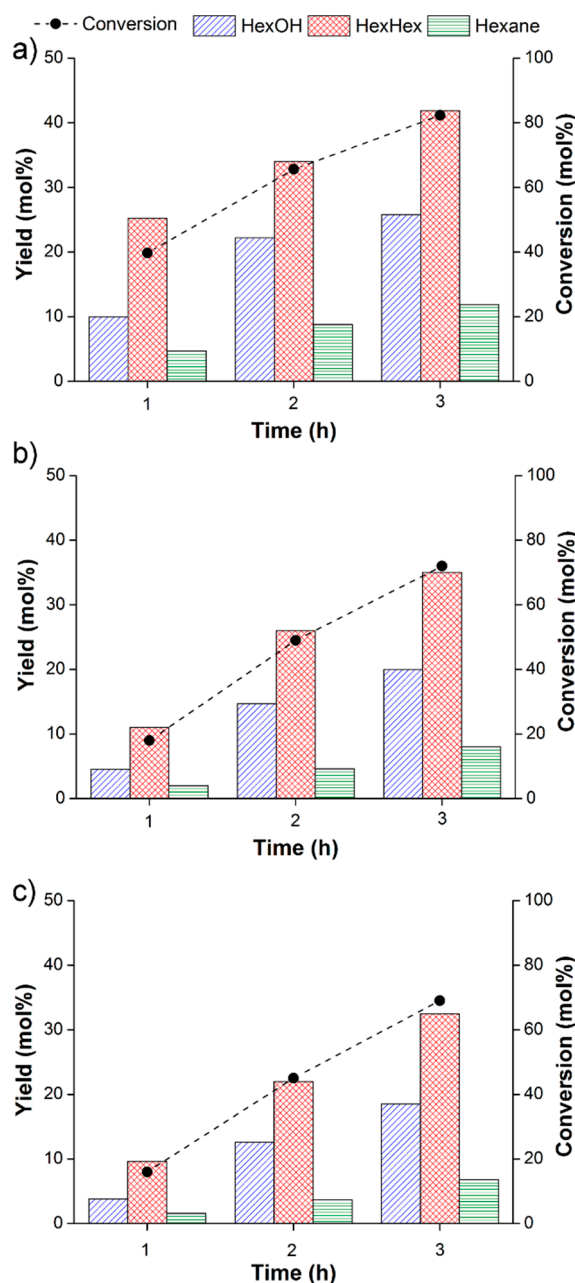 Conversion HexOH HexHex Hexane
a)
50 100
40 80
30 60
20 40
10 20
0 0
Yield (mol%)
Conversion (mol%)
1 2 3
Time (h)
b)
50 100
40 80
30 60
20 40
10 20
0 0
Yield (mol%)
Conversion (mol%)
1 2 3
Time (h)
c)
50 100
40 80
30 60
20 40
10 20
0 0
Yield (mol%)
Conversion (mol%)
1 2 3
Time (h)